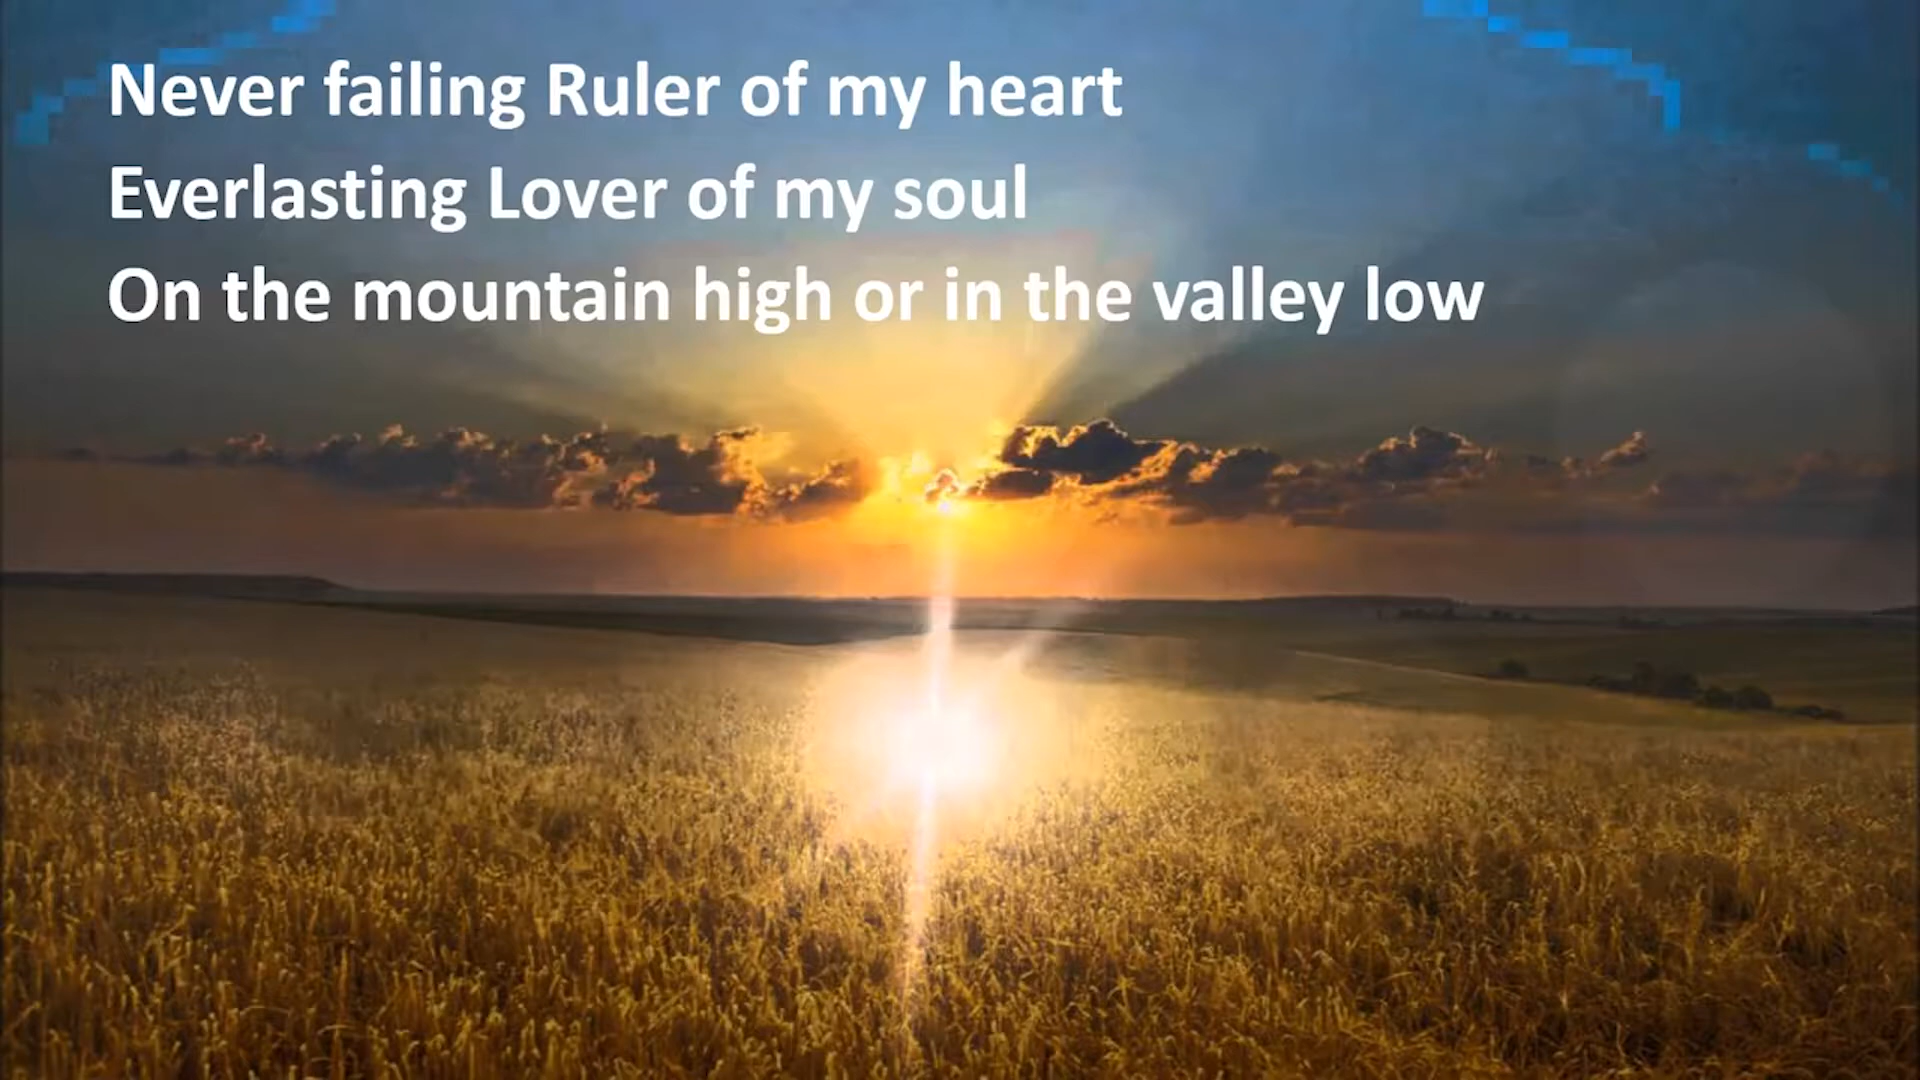 Never failing Ruler of my heart
Everlasting Lover of my soul
On the mountain high or in the valley low